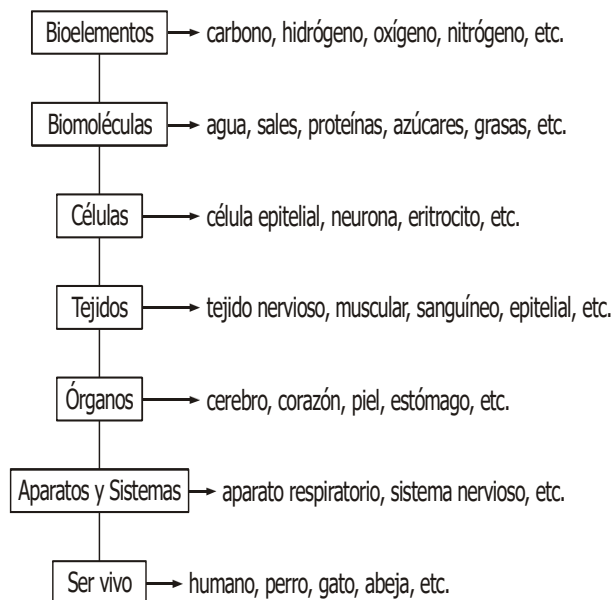 Bioelementos carbono, hidrógeno, oxígeno, nitrógeno, etc.
Biomoléculas agua, sales, proteínas, azúcares, grasas, etc.
Células célula epitelial, neurona, eritrocito, etc.
Tejidos tejido nervioso, muscular, sanguíneo, epitelial, etc.
Órganos cerebro, corazón, piel, estómago, etc.
Aparatos y Sistemas aparato respiratorio, sistema nervioso, etc.
Ser vivo humano, perro, gato, abeja, etc.